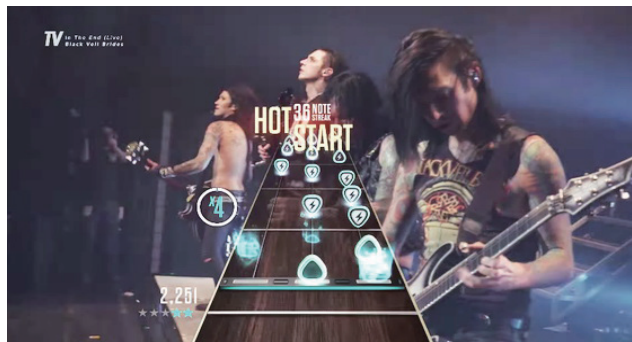 TV In The End (Live)
Black Veil Brides
36 NOTE
STREAK
HOT START
x4
2,251